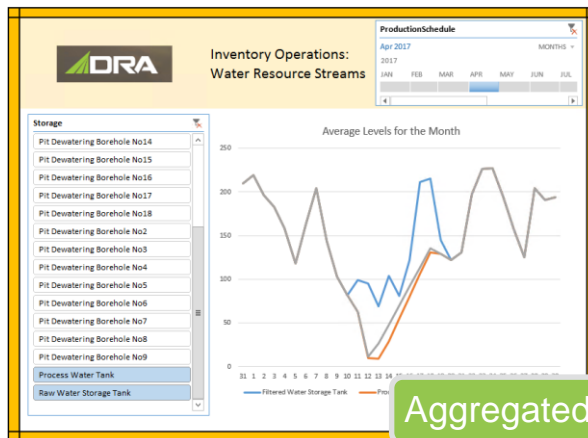 DRA
Inventory Operations:
Water Resource Streams
ProductionSchedule
Apr 2017
MONTHS
2017
JAN FEB MAR APR MAY JUN JUL
Storage
Pit Dewatering Borehole No14
Pit Dewatering Borehole No15
Pit Dewatering Borehole No16
Pit Dewatering Borehole No17
Pit Dewatering Borehole No18
Pit Dewatering Borehole No2
Pit Dewatering Borehole No3
Pit Dewatering Borehole No4
Pit Dewatering Borehole No5
Pit Dewatering Borehole No6
Pit Dewatering Borehole No7
Pit Dewatering Borehole No8
Pit Dewatering Borehole No9
Process Water Tank
Raw Water Storage Tank
Average Levels for the Month
250
200
150
100
50
0
31 1 2 3 4 5 6 7 8 9 10 11 12 13 14 15 16 17 18 19 20
Filtered Water Storage Tank
Aggregated